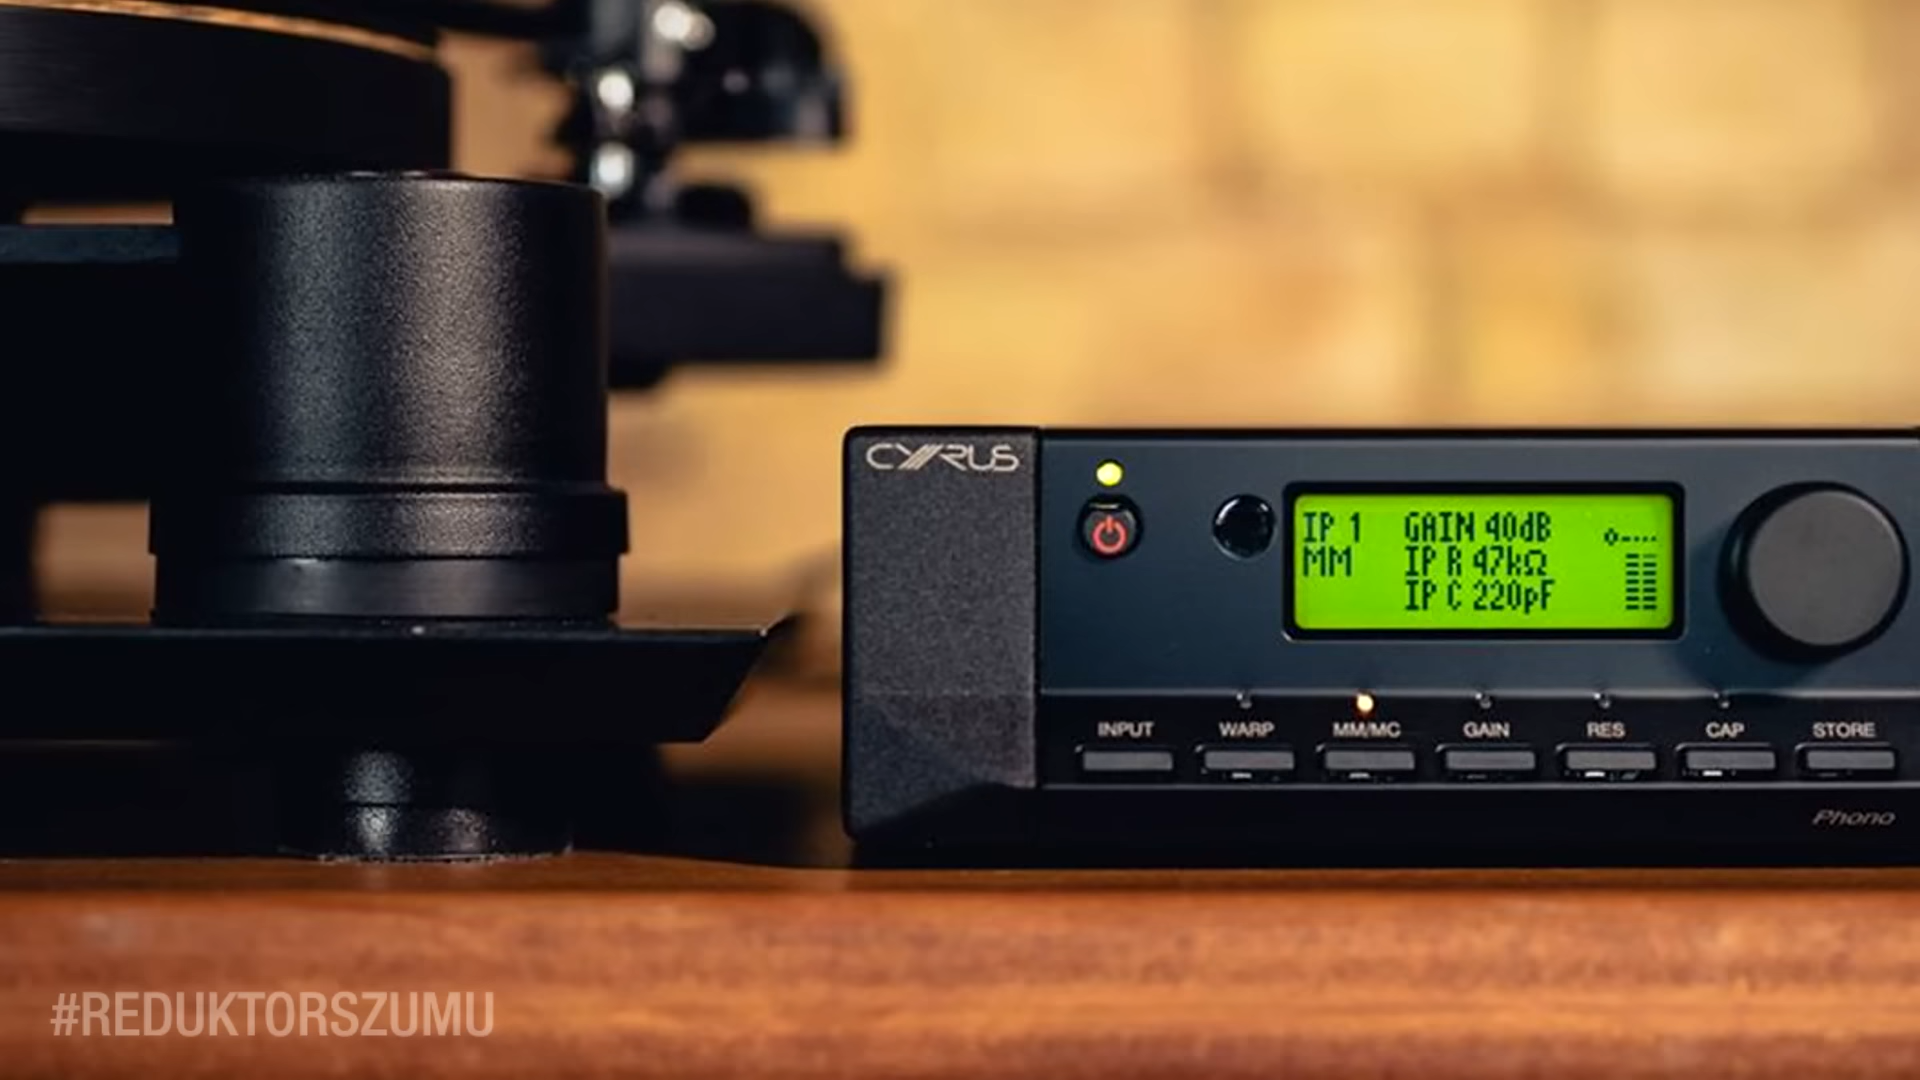 CYRUS
IP 1 GAIN 40dB
MM IP R 47kΩ
IP C 220pF
INPUT WARP MM/MC GAIN RES CAP STORE
Phono
#REDUKTORSZUMU